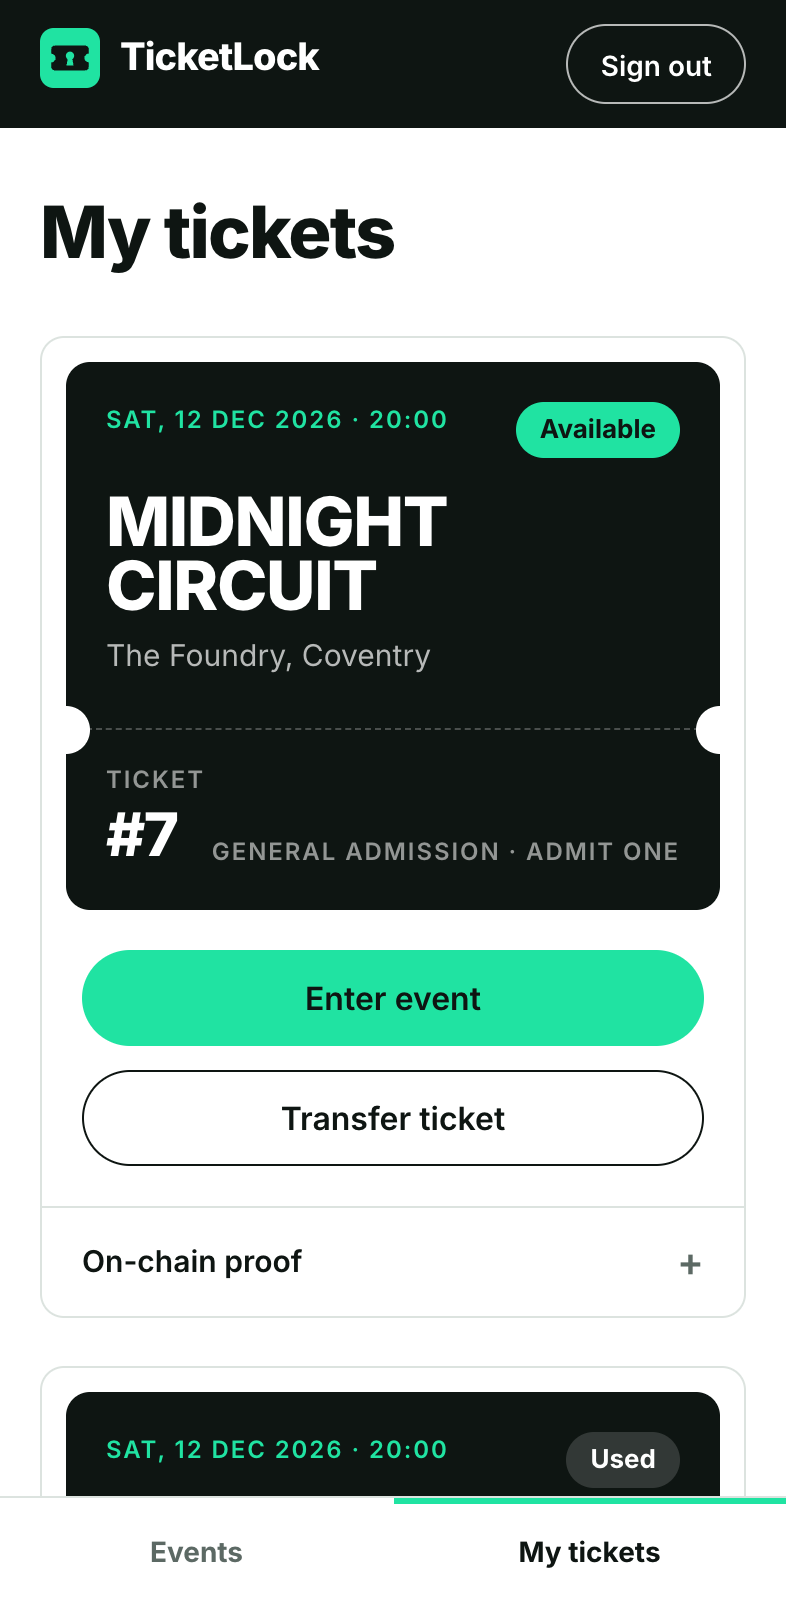 TicketLock
Sign out
My tickets
SAT, 12 DEC 2026 · 20:00
Available
MIDNIGHT
CIRCUIT
The Foundry, Coventry
TICKET
#7
GENERAL ADMISSION · ADMIT ONE
Enter event
Transfer ticket
On-chain proof
+
SAT, 12 DEC 2026 · 20:00
Used
Events
My tickets